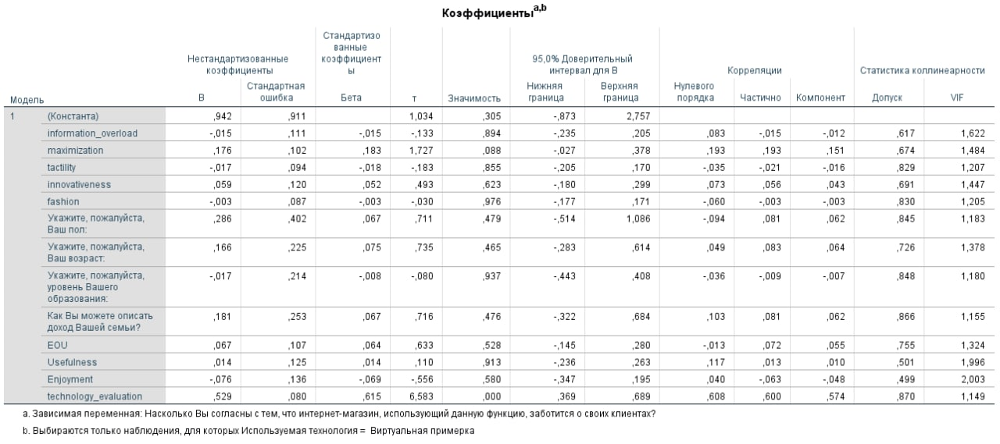 Коэффициенты^a,b
Модель Нестандартизованные коэффициенты Стандартизованные коэффициенты т Значимость 95,0% Доверительный интервал для B Корреляции Статистика коллинеарности
B Стандартная ошибка Бета Нижняя граница Верхняя граница Нулевого порядка Частично Компонент Допуск VIF
1 (Константа) ,942 ,911 1,034 ,305 -,873 2,757
information_overload -,015 ,111 -,015 -,133 ,894 -,235 ,205 ,083 -,015 -,012 ,617 1,622
maximization ,176 ,102 ,183 1,727 ,088 -,027 ,378 ,193 ,193 ,151 ,674 1,484
tactility -,017 ,094 -,018 -,183 ,855 -,205 ,170 -,035 -,021 -,016 ,829 1,207
innovativeness ,059 ,120 ,052 ,493 ,623 -,180 ,299 ,073 ,056 ,043 ,691 1,447
fashion -,003 ,087 -,003 -,030 ,976 -,177 ,171 -,060 -,003 -,003 ,830 1,205
Укажите, пожалуйста, Ваш пол: ,286 ,402 ,067 ,711 ,479 -,514 1,086 -,094 ,081 ,062 ,845 1,183
Укажите, пожалуйста, Ваш возраст: ,166 ,225 ,075 ,735 ,465 -,283 ,614 ,049 ,083 ,064 ,726 1,378
Укажите, пожалуйста, уровень Вашего образования: -,017 ,214 -,008 -,080 ,937 -,443 ,408 -,036 -,009 -,007 ,848 1,180
Как Вы можете описать доход Вашей семьи? ,181 ,253 ,067 ,716 ,476 -,322 ,684 ,103 ,081 ,062 ,866 1,155
EOU ,067 ,107 ,064 ,633 ,528 -,145 ,280 -,013 ,072 ,055 ,755 1,324
Usefulness ,014 ,125 ,014 ,110 ,913 -,236 ,263 ,117 ,013 ,010 ,501 1,996
Enjoyment -,076 ,136 -,069 -,556 ,580 -,347 ,195 ,040 -,063 -,048 ,499 2,003
technology_evaluation ,529 ,080 ,615 6,583 ,000 ,369 ,689 ,608 ,600 ,574 ,870 1,149
a. Зависимая переменная: Насколько Вы согласны с тем, что интернет-магазин, использующий данную функцию, заботится о своих клиентах?
b. Выбираются только наблюдения, для которых Используемая технология = Виртуальная примерка